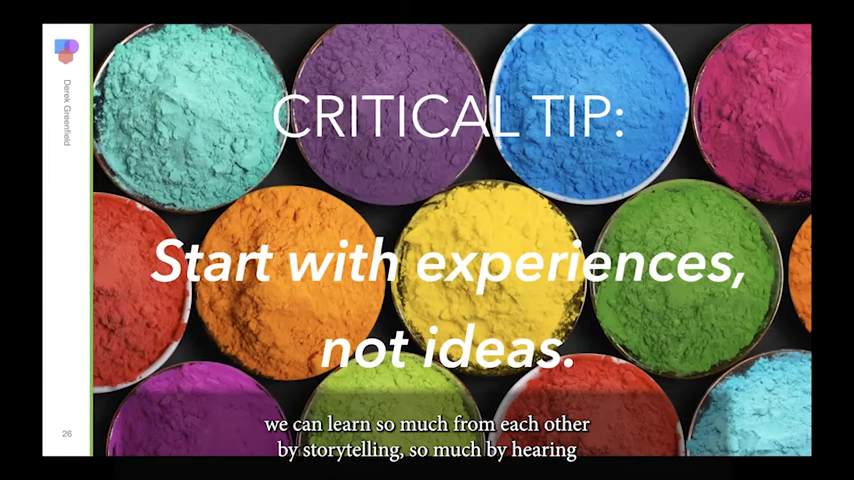 Derek Greenfield
CRITICAL TIP:
Start with experiences,
not ideas.
26
we can learn so much from each other
by storytelling, so much by hearing